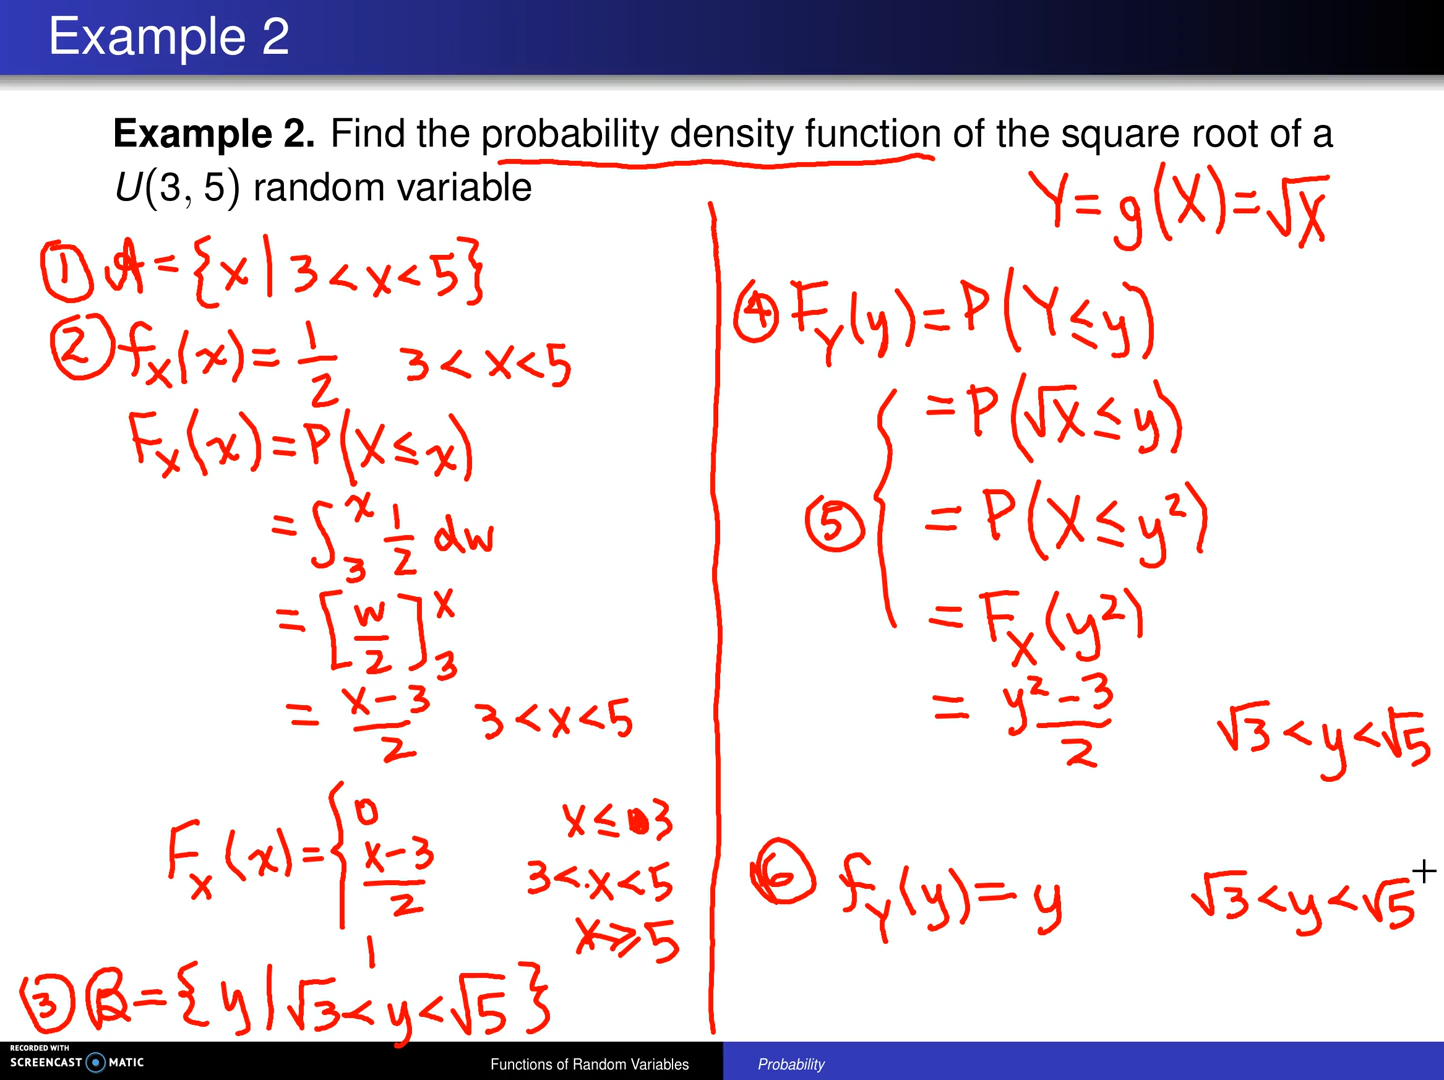 Example 2
Example 2. Find the probability density function of the square root of a
U(3, 5) random variable
Y = g(X) = √X
① A = {x | 3 < x < 5}
② f_X(x) = 1/2   3 < x < 5
F_X(x) = P(X ≤ x)
= ∫_3^x 1/2 dw
= [w/2]_3^x
= (x-3)/2   3 < x < 5
F_X(x) = { 0   x ≤ 3
(x-3)/2   3 < x < 5
1   x ≥ 5
③ B = {y | √3 < y < √5}
④ F_Y(y) = P(Y ≤ y)
⑤ { = P(√X ≤ y)
= P(X ≤ y²)
= F_X(y²)
= (y²-3)/2   √3 < y < √5
⑥ f_Y(y) = y   √3 < y < √5
RECORDED WITH
SCREENCAST MATIC
Functions of Random Variables   Probability